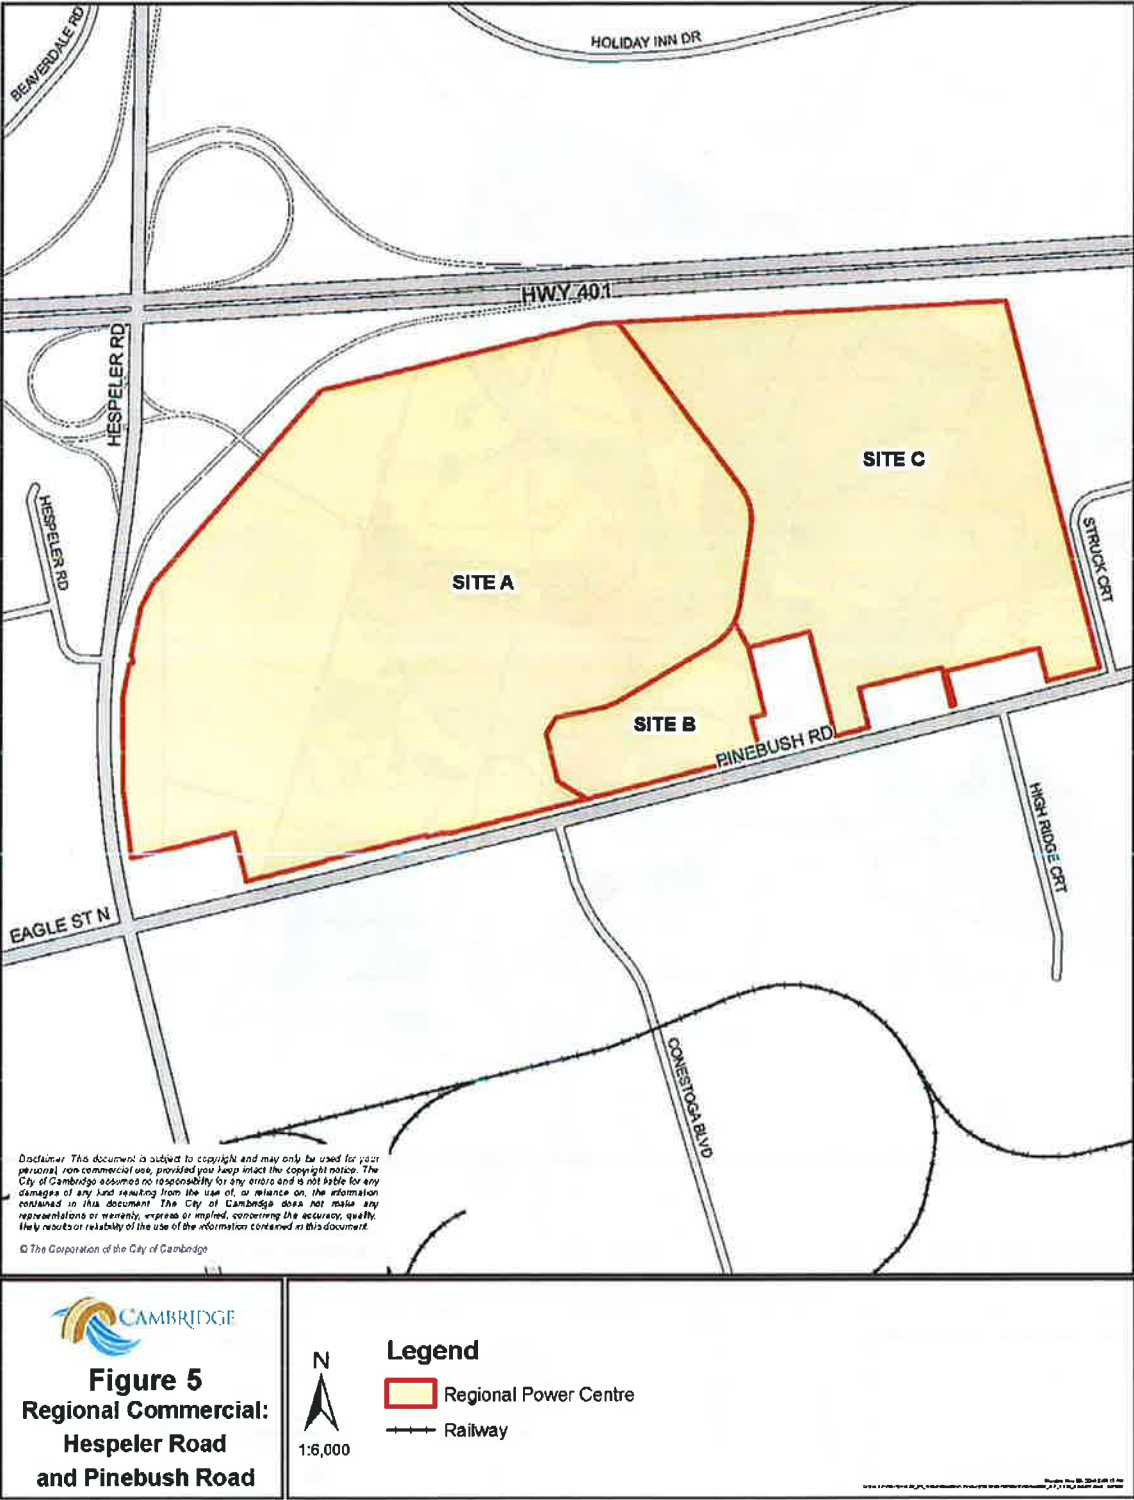 BEAVERDALE RD
HOLIDAY INN DR
HWY 401
HESPELER RD
SITE C
HESPELER RD
STRUCK CRT
SITE A
SITE B
PINEBUSH RD
HIGH RIDGE CRT
EAGLE ST N
CONESTOGA BLVD
Disclaimer: This document is subject to copyright and may only be used for your
personal, non-commercial use, provided you keep intact the copyright notice. The
City of Cambridge assumes no responsibility for any errors and is not liable for any
damages of any kind resulting from the use of, or reliance on, the information
contained in this document. The City of Cambridge does not make any
representations or warranty, express or implied, concerning the accuracy, quality,
likely results or reliability of the use of the information contained in this document.
© The Corporation of the City of Cambridge
CAMBRIDGE
Figure 5
Regional Commercial:
Hespeler Road
and Pinebush Road
N
1:6,000
Legend
Regional Power Centre
Railway